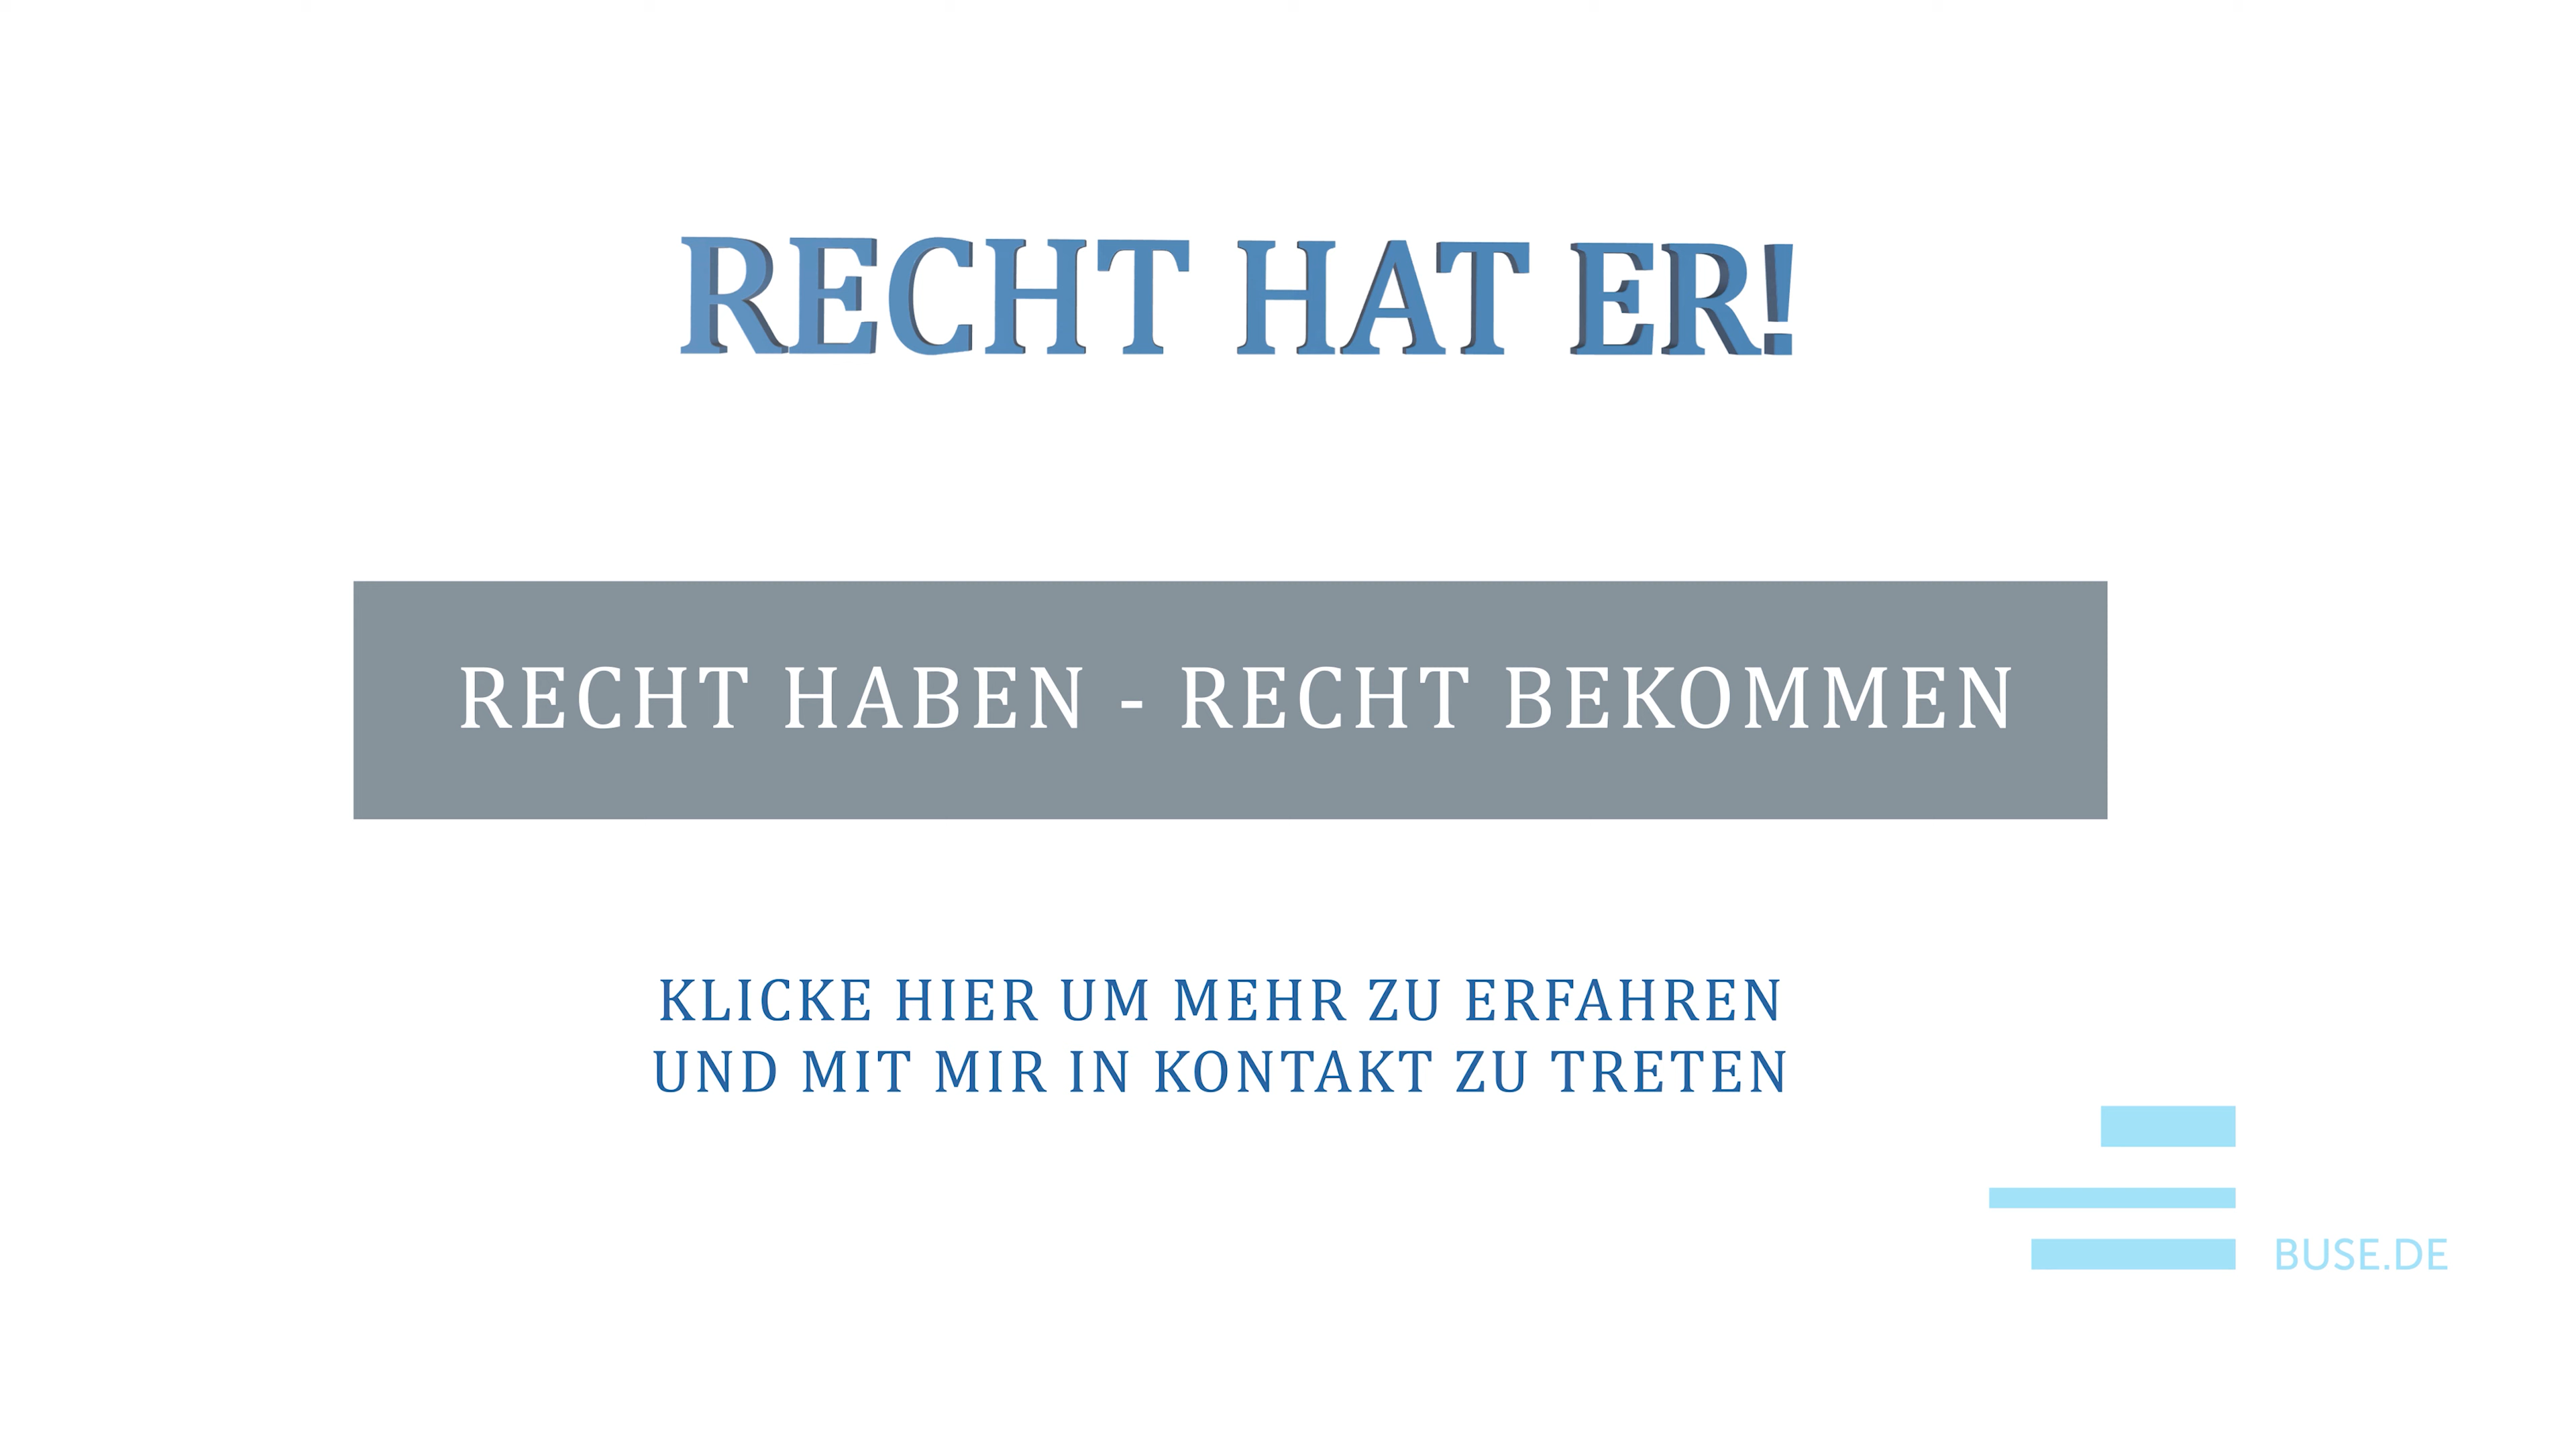 RECHT HAT ER!
RECHT HABEN - RECHT BEKOMMEN
KLICKE HIER UM MEHR ZU ERFAHREN
UND MIT MIR IN KONTAKT ZU TRETEN
BUSE.DE